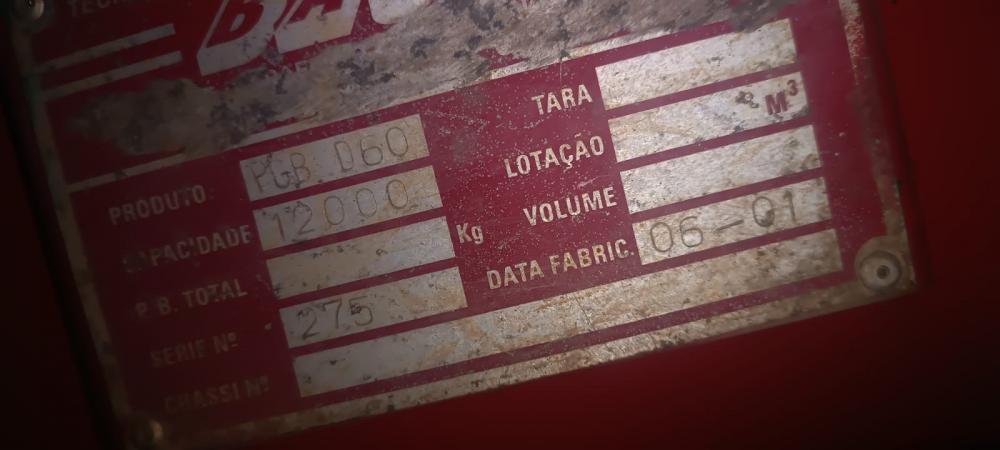 PRODUTO PGB D60
CAPACIDADE 12000 Kg
P.B. TOTAL
SERIE Nº 275
CHASSI Nº
TARA
LOTAÇÃO M³
VOLUME
DATA FABRIC. 06-01